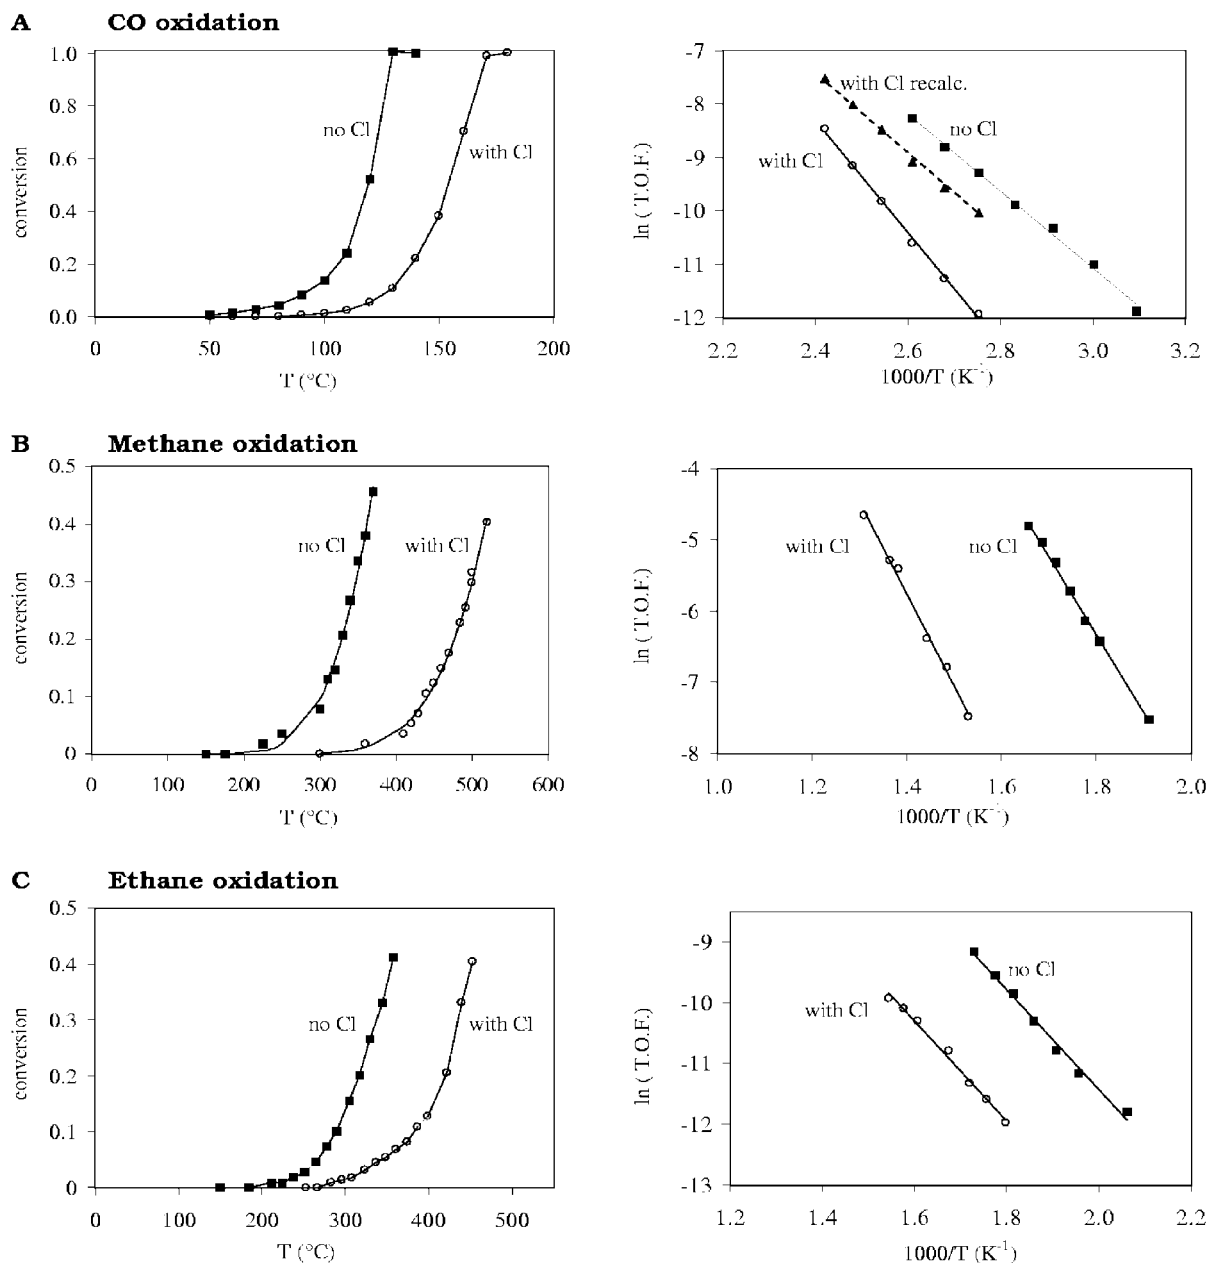 A CO oxidation
1.0
0.8
0.6
0.4
0.2
0.0
conversion
no Cl
with Cl
0 50 100 150 200
T (°C)
-7
-8
-9
-10
-11
-12
ln ( T.O.F.)
with Cl recalc.
no Cl
with Cl
2.2 2.4 2.6 2.8 3.0 3.2
1000/T (K⁻¹)
B Methane oxidation
0.5
0.4
0.3
0.2
0.1
0
conversion
no Cl with Cl
0 100 200 300 400 500 600
T (°C)
-4
-5
-6
-7
-8
ln ( T.O.F.)
with Cl no Cl
1.0 1.2 1.4 1.6 1.8 2.0
1000/T (K⁻¹)
C Ethane oxidation
0.5
0.4
0.3
0.2
0.1
0
conversion
no Cl
with Cl
0 100 200 300 400 500
T (°C)
-9
-10
-11
-12
-13
ln ( T.O.F.)
no Cl
with Cl
1.2 1.4 1.6 1.8 2.0 2.2
1000/T (K⁻¹)